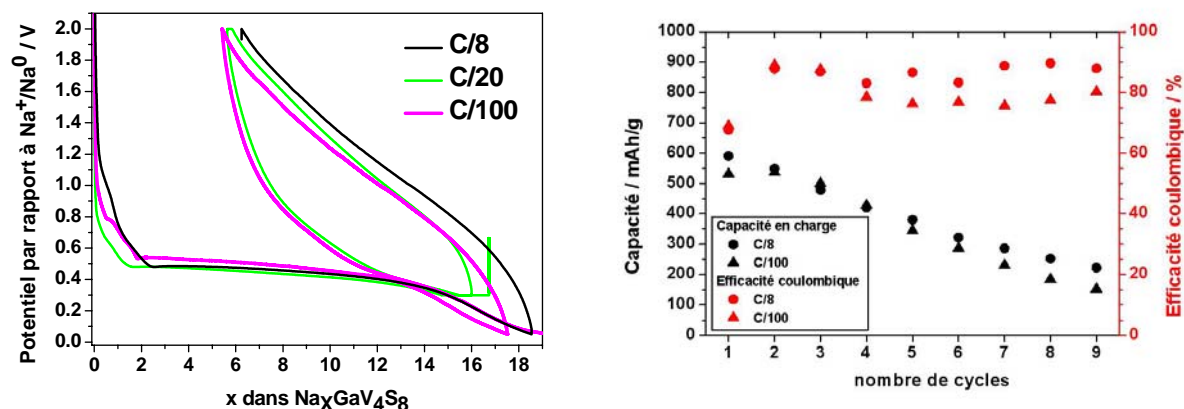 Potentiel par rapport à Na⁺/Na⁰ / V
2.0
1.8
1.6
1.4
1.2
1.0
0.8
0.6
0.4
0.2
0.0
C/8
C/20
C/100
0 2 4 6 8 10 12 14 16 18
x dans NaₓGaV₄S₈
Capacité / mAh/g
1000
900
800
700
600
500
400
300
200
100
0
Capacité en charge
C/8
C/100
Efficacité coulombique
C/8
C/100
1 2 3 4 5 6 7 8 9
nombre de cycles
100
80
60
40
20
0
Efficacité coulombique / %